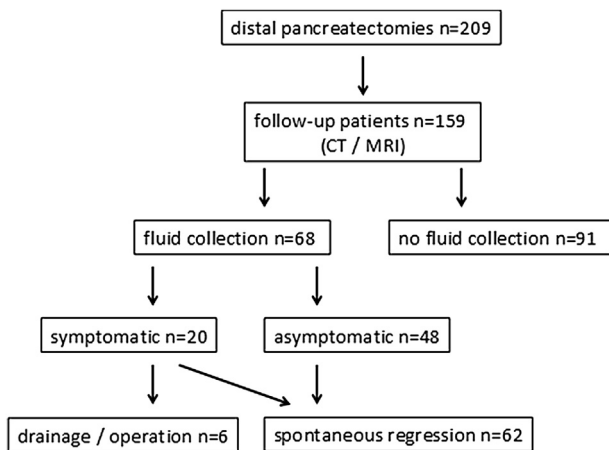 distal pancreatectomies n=209
follow-up patients n=159
(CT / MRI)
fluid collection n=68
no fluid collection n=91
symptomatic n=20
asymptomatic n=48
drainage / operation n=6
spontaneous regression n=62